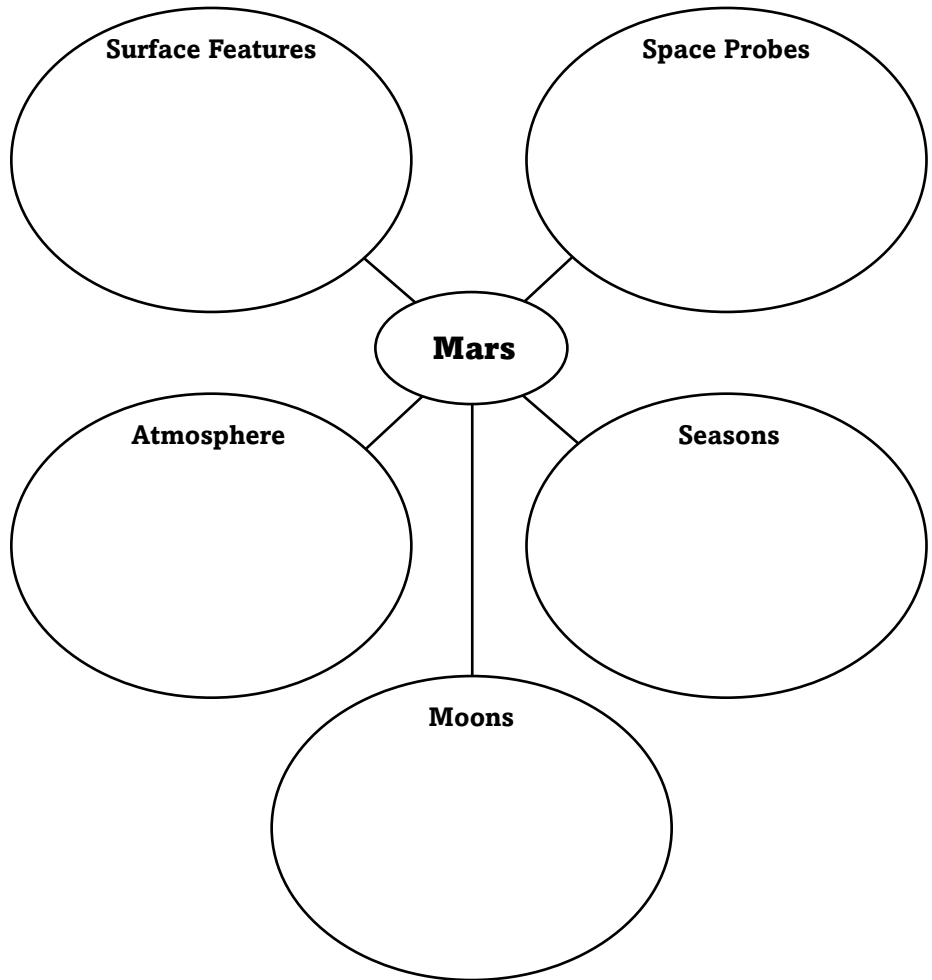 Surface Features
Space Probes
Mars
Atmosphere
Seasons
Moons